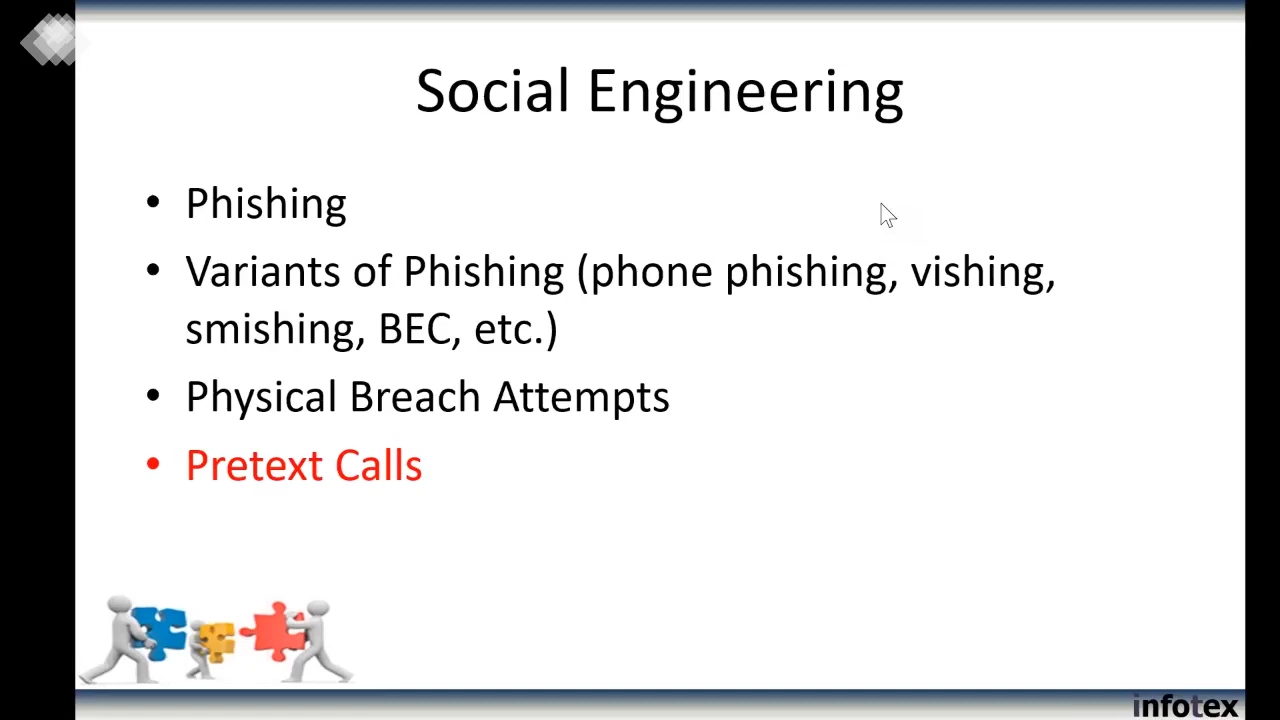 Social Engineering
• Phishing
• Variants of Phishing (phone phishing, vishing,
smishing, BEC, etc.)
• Physical Breach Attempts
• Pretext Calls
infotex